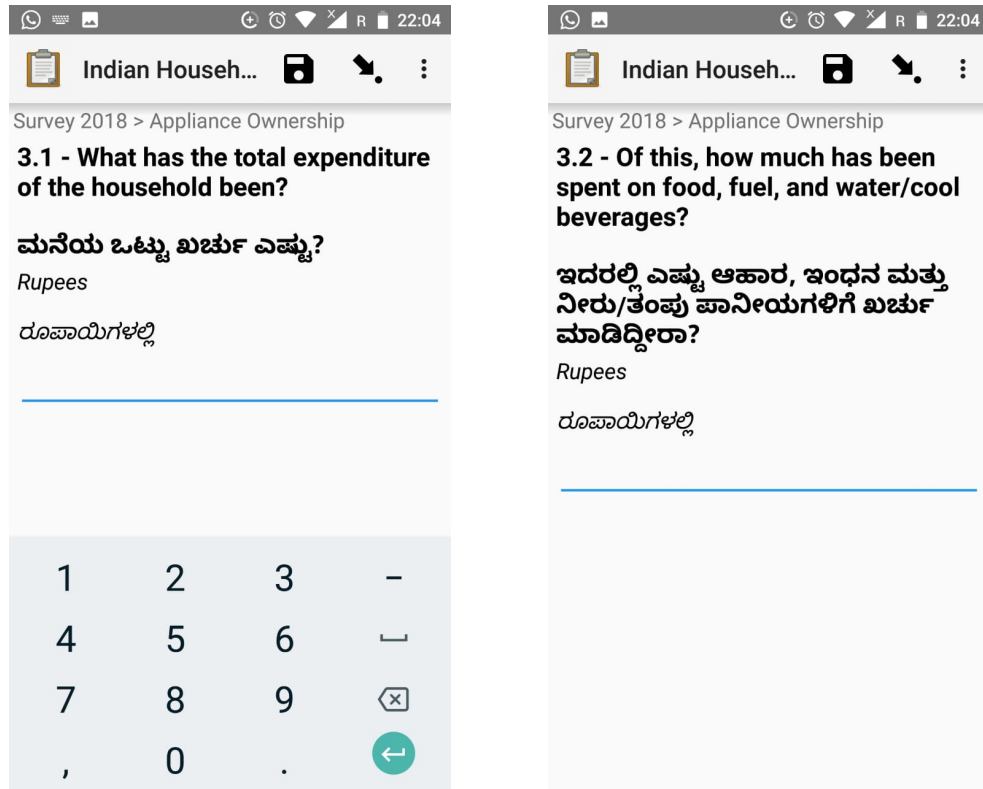 R 22:04
Indian Househ...
Survey 2018 > Appliance Ownership
3.1 - What has the total expenditure
of the household been?
ಮನೆಯ ಒಟ್ಟು ಖರ್ಚು ಎಷ್ಟು?
Rupees
ರೂಪಾಯಿಗಳಲ್ಲಿ
1 2 3 -
4 5 6
7 8 9
, 0 .
R 22:04
Indian Househ...
Survey 2018 > Appliance Ownership
3.2 - Of this, how much has been
spent on food, fuel, and water/cool
beverages?
ಇದರಲ್ಲಿ ಎಷ್ಟು ಆಹಾರ, ಇಂಧನ ಮತ್ತು
ನೀರು/ತಂಪು ಪಾನೀಯಗಳಿಗೆ ಖರ್ಚು
ಮಾಡಿದ್ದೀರಾ?
Rupees
ರೂಪಾಯಿಗಳಲ್ಲಿ